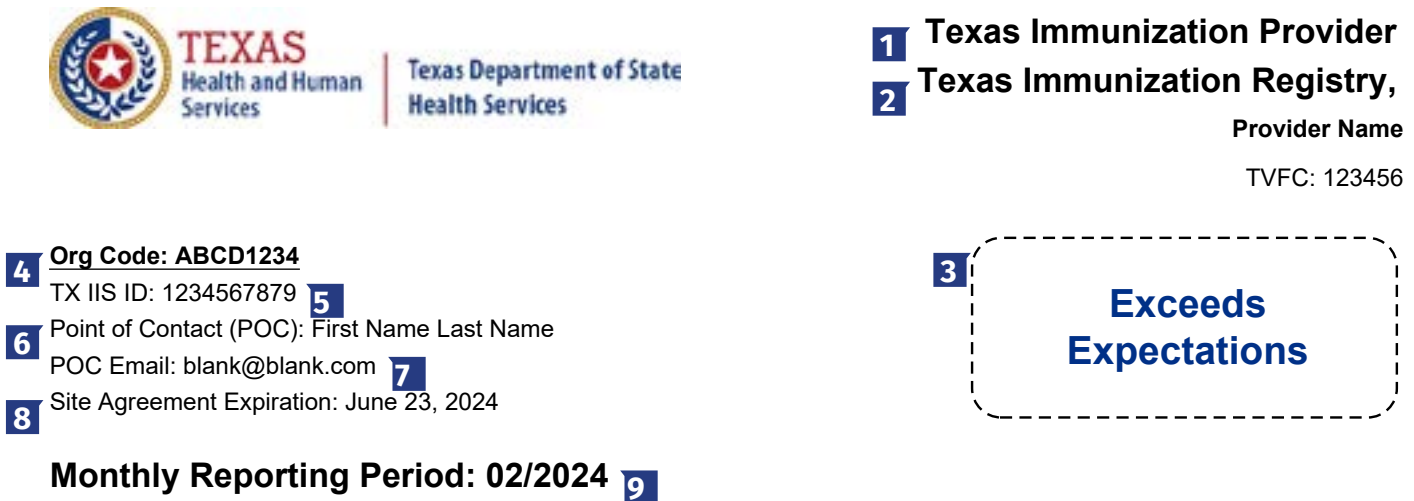 TEXAS
Health and Human
Services
Texas Department of State
Health Services
1 Texas Immunization Provider
2 Texas Immunization Registry,
Provider Name
TVFC: 123456
4 Org Code: ABCD1234
TX IIS ID: 1234567879 5
6 Point of Contact (POC): First Name Last Name
POC Email: blank@blank.com 7
8 Site Agreement Expiration: June 23, 2024
3
Exceeds
Expectations
Monthly Reporting Period: 02/2024 9